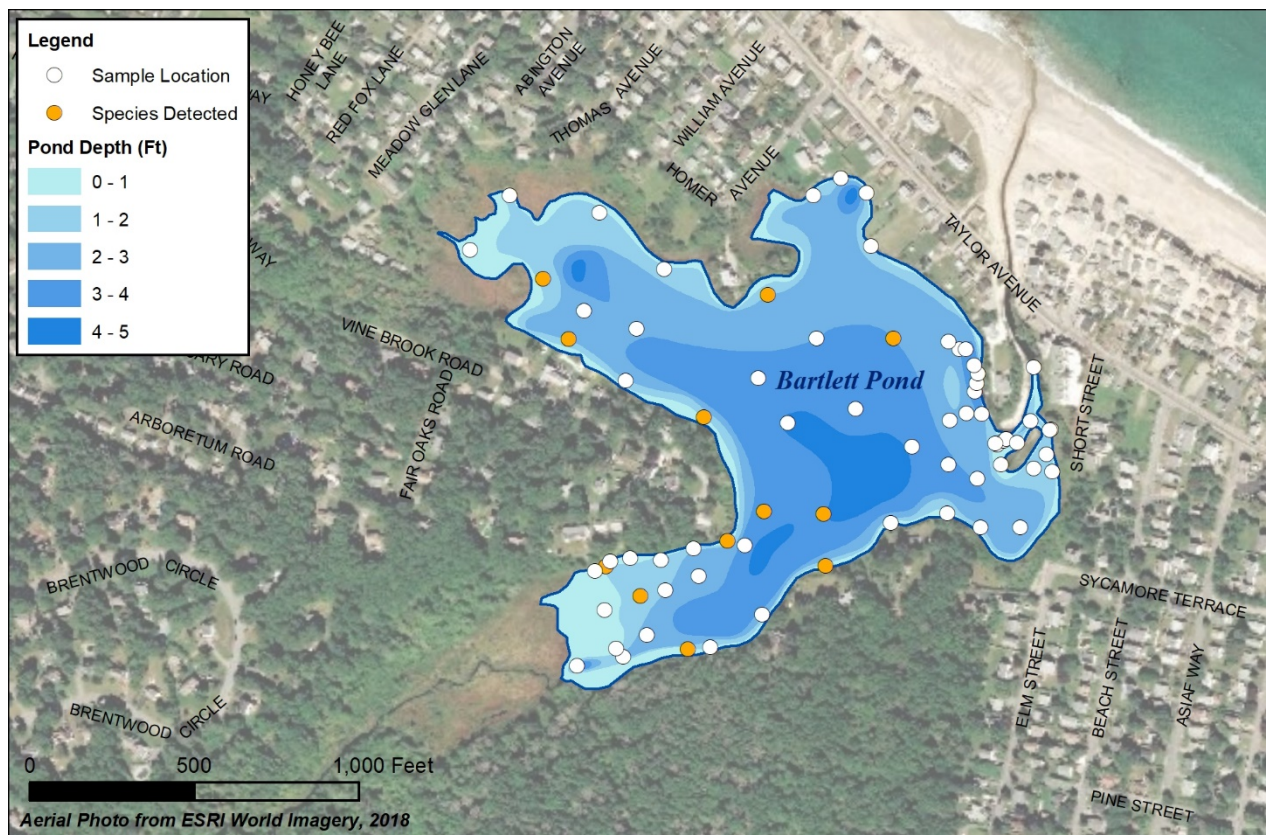 Legend
Sample Location
Species Detected
Pond Depth (Ft)
0 - 1
1 - 2
2 - 3
3 - 4
4 - 5
HONEY BEE
LANE
RED FOX LANE
MEADOW GLEN LANE
ABINGTON
AVENUE
THOMAS AVENUE
WILLIAM AVENUE
HOMER AVENUE
TAYLOR AVENUE
WAY
WAY
VINE BROOK ROAD
ROAD
ARBORETUM ROAD
FAIR OAKS ROAD
Bartlett Pond
SHORT STREET
BRENTWOOD CIRCLE
BRENTWOOD CIRCLE
SYCAMORE TERRACE
ELM STREET
BEACH STREET
ASIAF WAY
PINE STREET
0 500 1,000 Feet
Aerial Photo from ESRI World Imagery, 2018